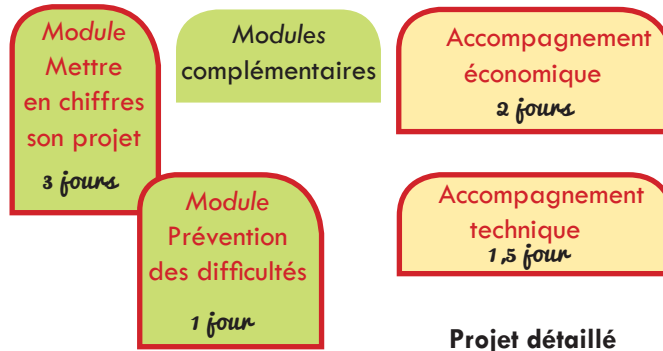 Module
Mettre
en chiffres
son projet
3 jours
Modules
complémentaires
Accompagnement
économique
2 jours
Module
Prévention
des difficultés
1 jour
Accompagnement
technique
1,5 jour
Projet détaillé